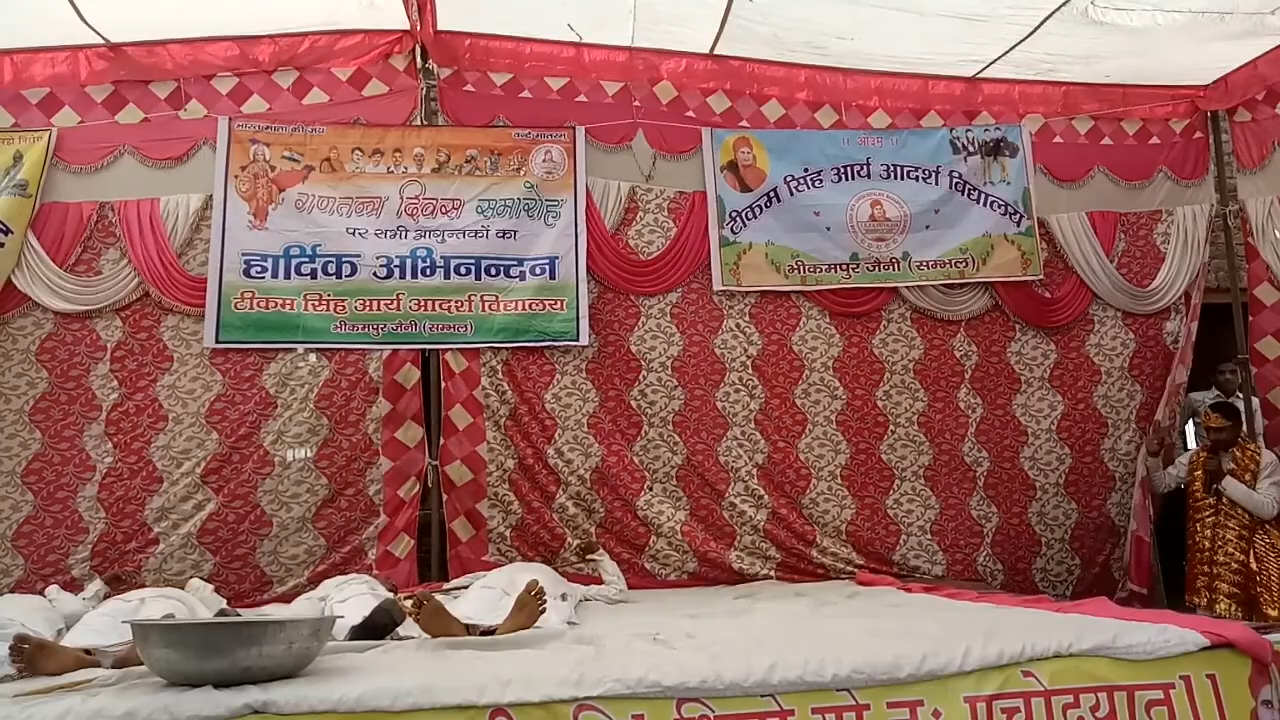 भारत माता की जय
वन्दे मातरम्
गणतन्त्र दिवस समारोह
पर सभी आगुन्तकों का
हार्दिक अभिनन्दन
टीकम सिंह आर्य आदर्श विद्यालय
भीकमपुर जैनी (सम्भल)
।। ओ३म् ।।
टीकम सिंह आर्य आदर्श विद्यालय
भीकमपुर जैनी (सम्भल)
धियो यो नः प्रचोदयात्।।